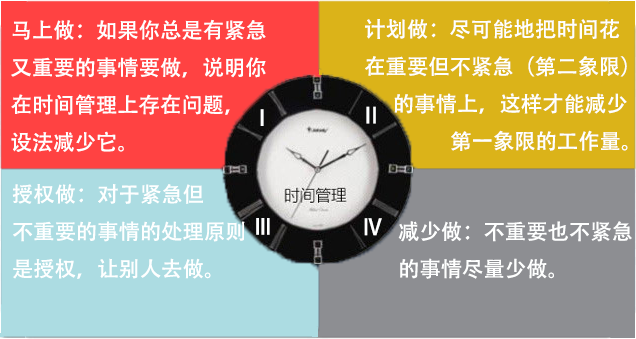 马上做：如果你总是有紧急
又重要的事情要做，说明你
在时间管理上存在问题，
设法减少它。
计划做：尽可能地把时间花
在重要但不紧急（第二象限）
的事情上，这样才能减少
第一象限的工作量。
I
II
时间管理
III
IV
授权做：对于紧急但
不重要的事情的处理原则
是授权，让别人去做。
减少做：不重要也不紧急
的事情尽量少做。